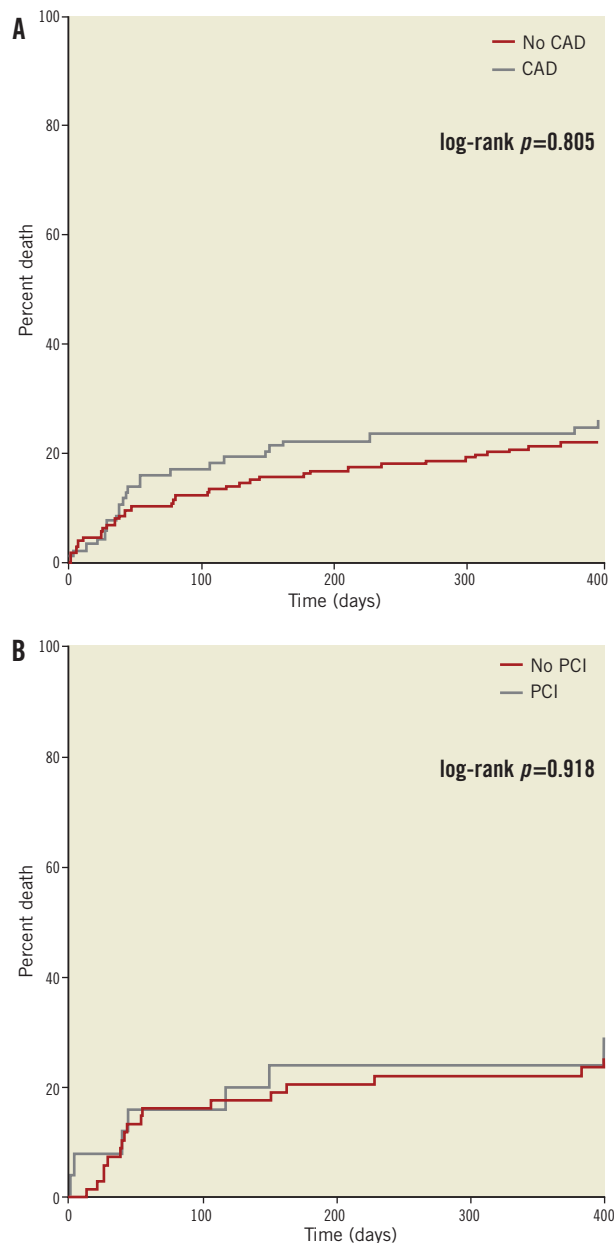 A
No CAD
CAD
log-rank p=0.805
Percent death
100
80
60
40
20
0
0 100 200 300 400
Time (days)
B
No PCI
PCI
log-rank p=0.918
Percent death
100
80
60
40
20
0
0 100 200 300 400
Time (days)